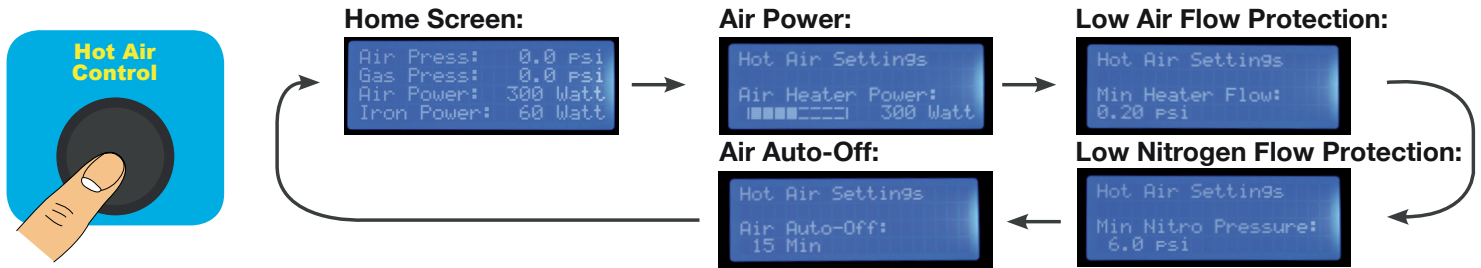 Hot Air
Control
Home Screen:
Air Press: 0.0 psi
Gas Press: 0.0 psi
Air Power: 300 Watt
Iron Power: 60 Watt
Air Power:
Hot Air Settings
Air Heater Power:
300 Watt
Low Air Flow Protection:
Hot Air Settings
Min Heater Flow:
0.20 psi
Low Nitrogen Flow Protection:
Hot Air Settings
Min Nitro Pressure:
6.0 psi
Air Auto-Off:
Hot Air Settings
Air Auto-Off:
15 Min